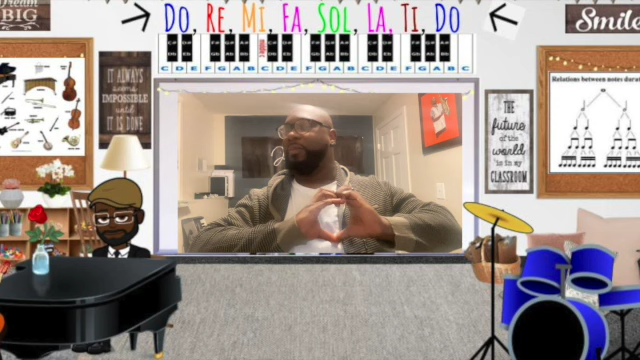 Dream
BIG
Do, Re, Mi, Fa, Sol, La, Ti, Do
Smile
C D E F G A B C D E F G A B C D E F G A B C
IT ALWAYS
seems
IMPOSSIBLE
until
IT IS DONE
Relations between notes durat
THE
future
of the
world
is in my
CLASSROOM